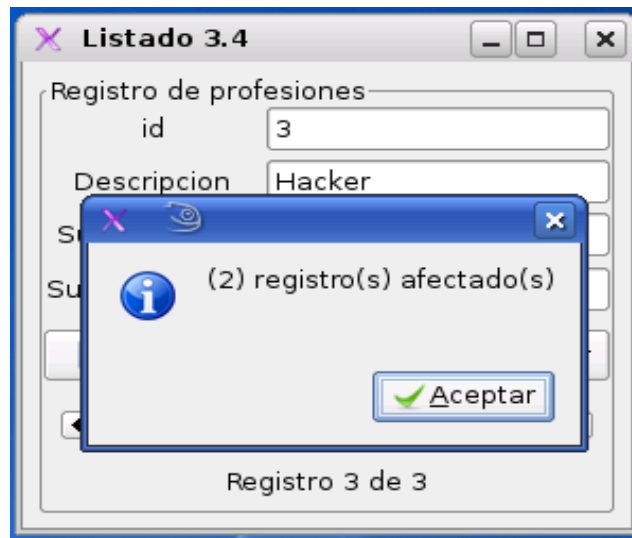 Listado 3.4
Registro de profesiones
id 3
Descripcion Hacker
(2) registro(s) afectado(s)
Aceptar
Registro 3 de 3